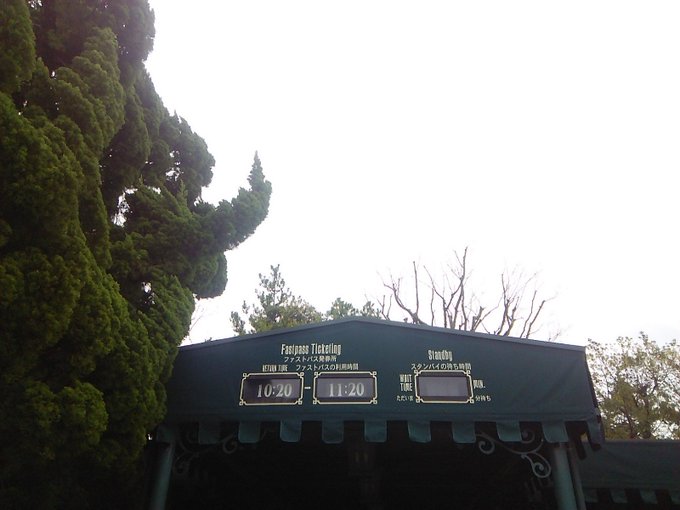 Fastpass Ticketing
ファストパス発券所
RETURN TIME ファストパスの利用時間
10:20 - 11:20
Standby
スタンバイの待ち時間
WAIT TIME MIN.
ただいま 分待ち